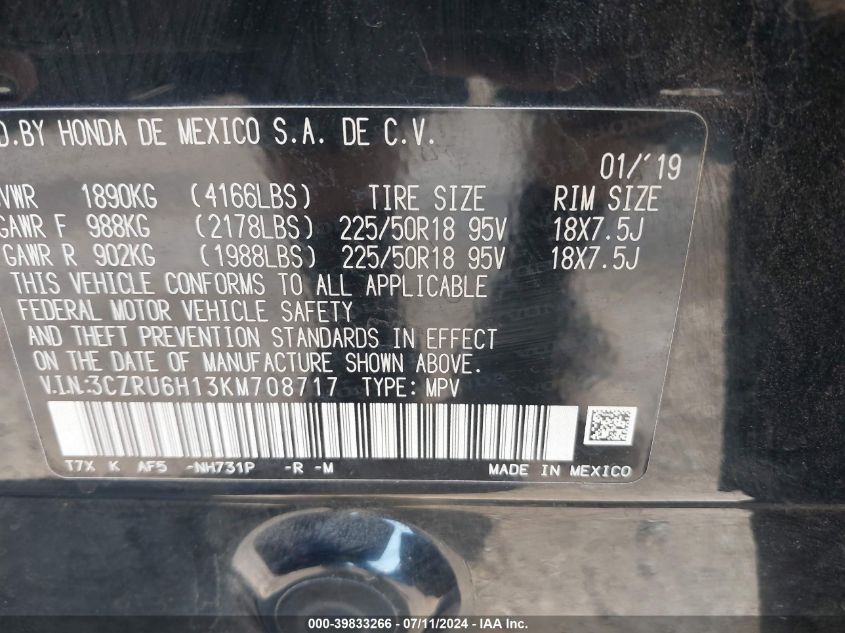 D.BY HONDA DE MEXICO S.A. DE C.V.
01/'19
VWR 1890KG (4166LBS) TIRE SIZE RIM SIZE
GAWR F 988KG (2178LBS) 225/50R18 95V 18X7.5J
GAWR R 902KG (1988LBS) 225/50R18 95V 18X7.5J
THIS VEHICLE CONFORMS TO ALL APPLICABLE
FEDERAL MOTOR VEHICLE SAFETY
AND THEFT PREVENTION STANDARDS IN EFFECT
ON THE DATE OF MANUFACTURE SHOWN ABOVE.
V.I.N:3CZRU6H13KM708717 TYPE: MPV
T7X K AF5 -NH731P -R -M MADE IN MEXICO
000-39833266 - 07/11/2024 - IAA Inc.